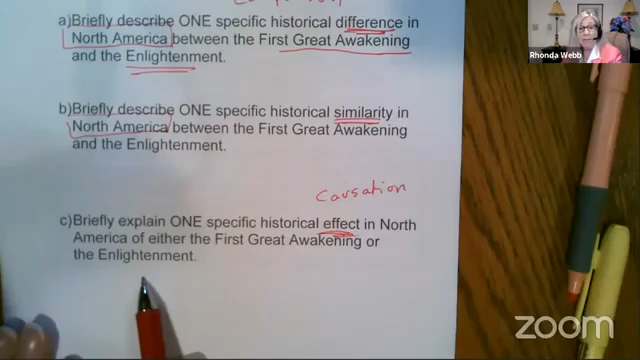 a)Briefly describe ONE specific historical difference in
North America between the First Great Awakening
and the Enlightenment.
b)Briefly describe ONE specific historical similarity in
North America between the First Great Awakening
and the Enlightenment.
Causation
c)Briefly explain ONE specific historical effect in North
America of either the First Great Awakening or
the Enlightenment.
Rhonda Webb
zoom